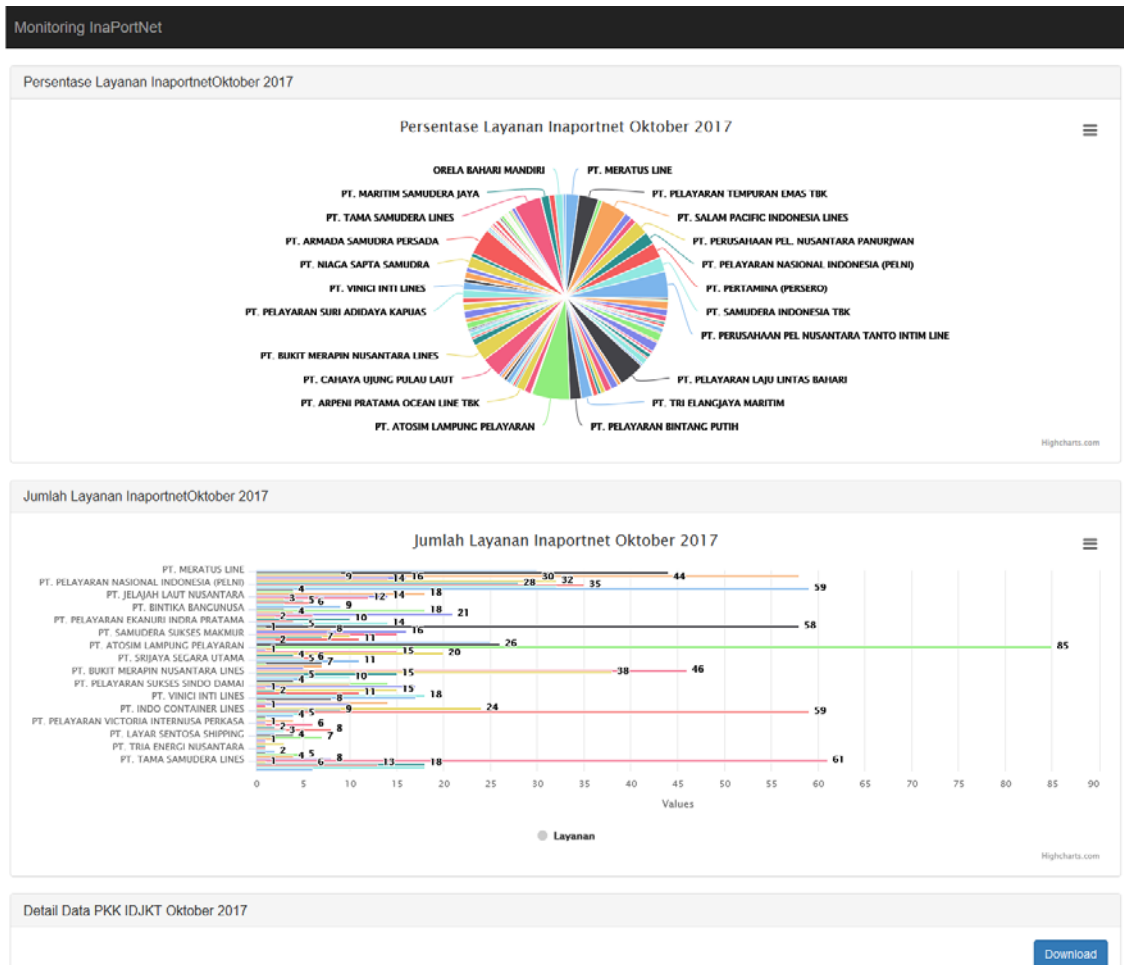 Monitoring InaPortNet
Persentase Layanan InaportnetOktober 2017
Persentase Layanan Inaportnet Oktober 2017
ORELA BAHARI MANDIRI
PT. MERATUS LINE
PT. MARITIM SAMUDERA JAYA
PT. PELAYARAN TEMPURAN EMAS TBK
PT. TAMA SAMUDERA LINES
PT. SALAM PACIFIC INDONESIA LINES
PT. ARMADA SAMUDRA PERSADA
PT. PERUSAHAAN PEL. NUSANTARA PANURJWAN
PT. NIAGA SAPTA SAMUDRA
PT. PELAYARAN NASIONAL INDONESIA (PELNI)
PT. VINICI INTI LINES
PT. PERTAMINA (PERSERO)
PT. PELAYARAN SURI ADIDAYA KAPUAS
PT. SAMUDERA INDONESIA TBK
PT. PERUSAHAAN PEL NUSANTARA TANTO INTIM LINE
PT. BUKIT MERAPIN NUSANTARA LINES
PT. CAHAYA UJUNG PULAU LAUT
PT. PELAYARAN LAJU LINTAS BAHARI
PT. ARPENI PRATAMA OCEAN LINE TBK
PT. TRI ELANGJAYA MARITIM
PT. ATOSIM LAMPUNG PELAYARAN
PT. PELAYARAN BINTANG PUTIH
Highcharts.com
Jumlah Layanan InaportnetOktober 2017
Jumlah Layanan Inaportnet Oktober 2017
PT. MERATUS LINE
9 14 16 30 44
PT. PELAYARAN NASIONAL INDONESIA (PELNI)
28 32 35
4 59
PT. JELAJAH LAUT NUSANTARA
3 5 6 12 14 18
PT. BINTIKA BANGUNUSA
9
2 4 18 21
PT. PELAYARAN EKANURI INDRA PRATAMA
5 10 14
1 8 58
PT. SAMUDERA SUKSES MAKMUR
2 7 11 16
PT. ATOSIM LAMPUNG PELAYARAN
26 85
1 4 15 20
PT. SRIJAYA SEGARA UTAMA
5 6 7 11
PT. BUKIT MERAPIN NUSANTARA LINES
5 15 38 46
PT. PELAYARAN SUKSES SINDO DAMAI
4 10
1 2 11 15
PT. VINICI INTI LINES
8 18
1
PT. INDO CONTAINER LINES
4 5 9 24 59
PT. PELAYARAN VICTORIA INTERNUSA PERKASA
1 2 6
PT. LAYAR SENTOSA SHIPPING
3 4 7 8
1
PT. TRIA ENERGI NUSANTARA
2
4 5
PT. TAMA SAMUDERA LINES
1 8 61
6 13 18
0 5 10 15 20 25 30 35 40 45 50 55 60 65 70 75 80 85 90
Values
Layanan
Highcharts.com
Detail Data PKK IDJKT Oktober 2017
Download